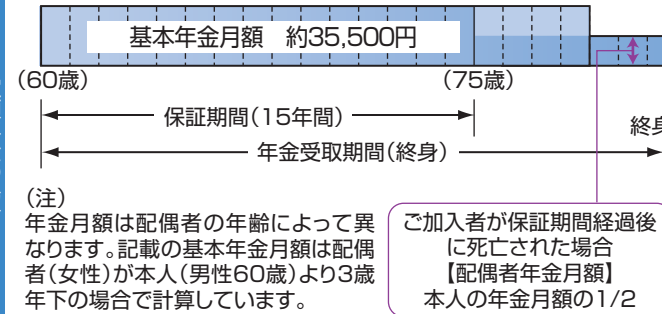 基本年金月額　約35,500円
(60歳)
(75歳)
保証期間(15年間)
終身
年金受取期間(終身)
(注)
年金月額は配偶者の年齢によって異
なります。記載の基本年金月額は配偶
者(女性)が本人(男性60歳)より3歳
年下の場合で計算しています。
ご加入者が保証期間経過後
に死亡された場合
【配偶者年金月額】
本人の年金月額の1/2